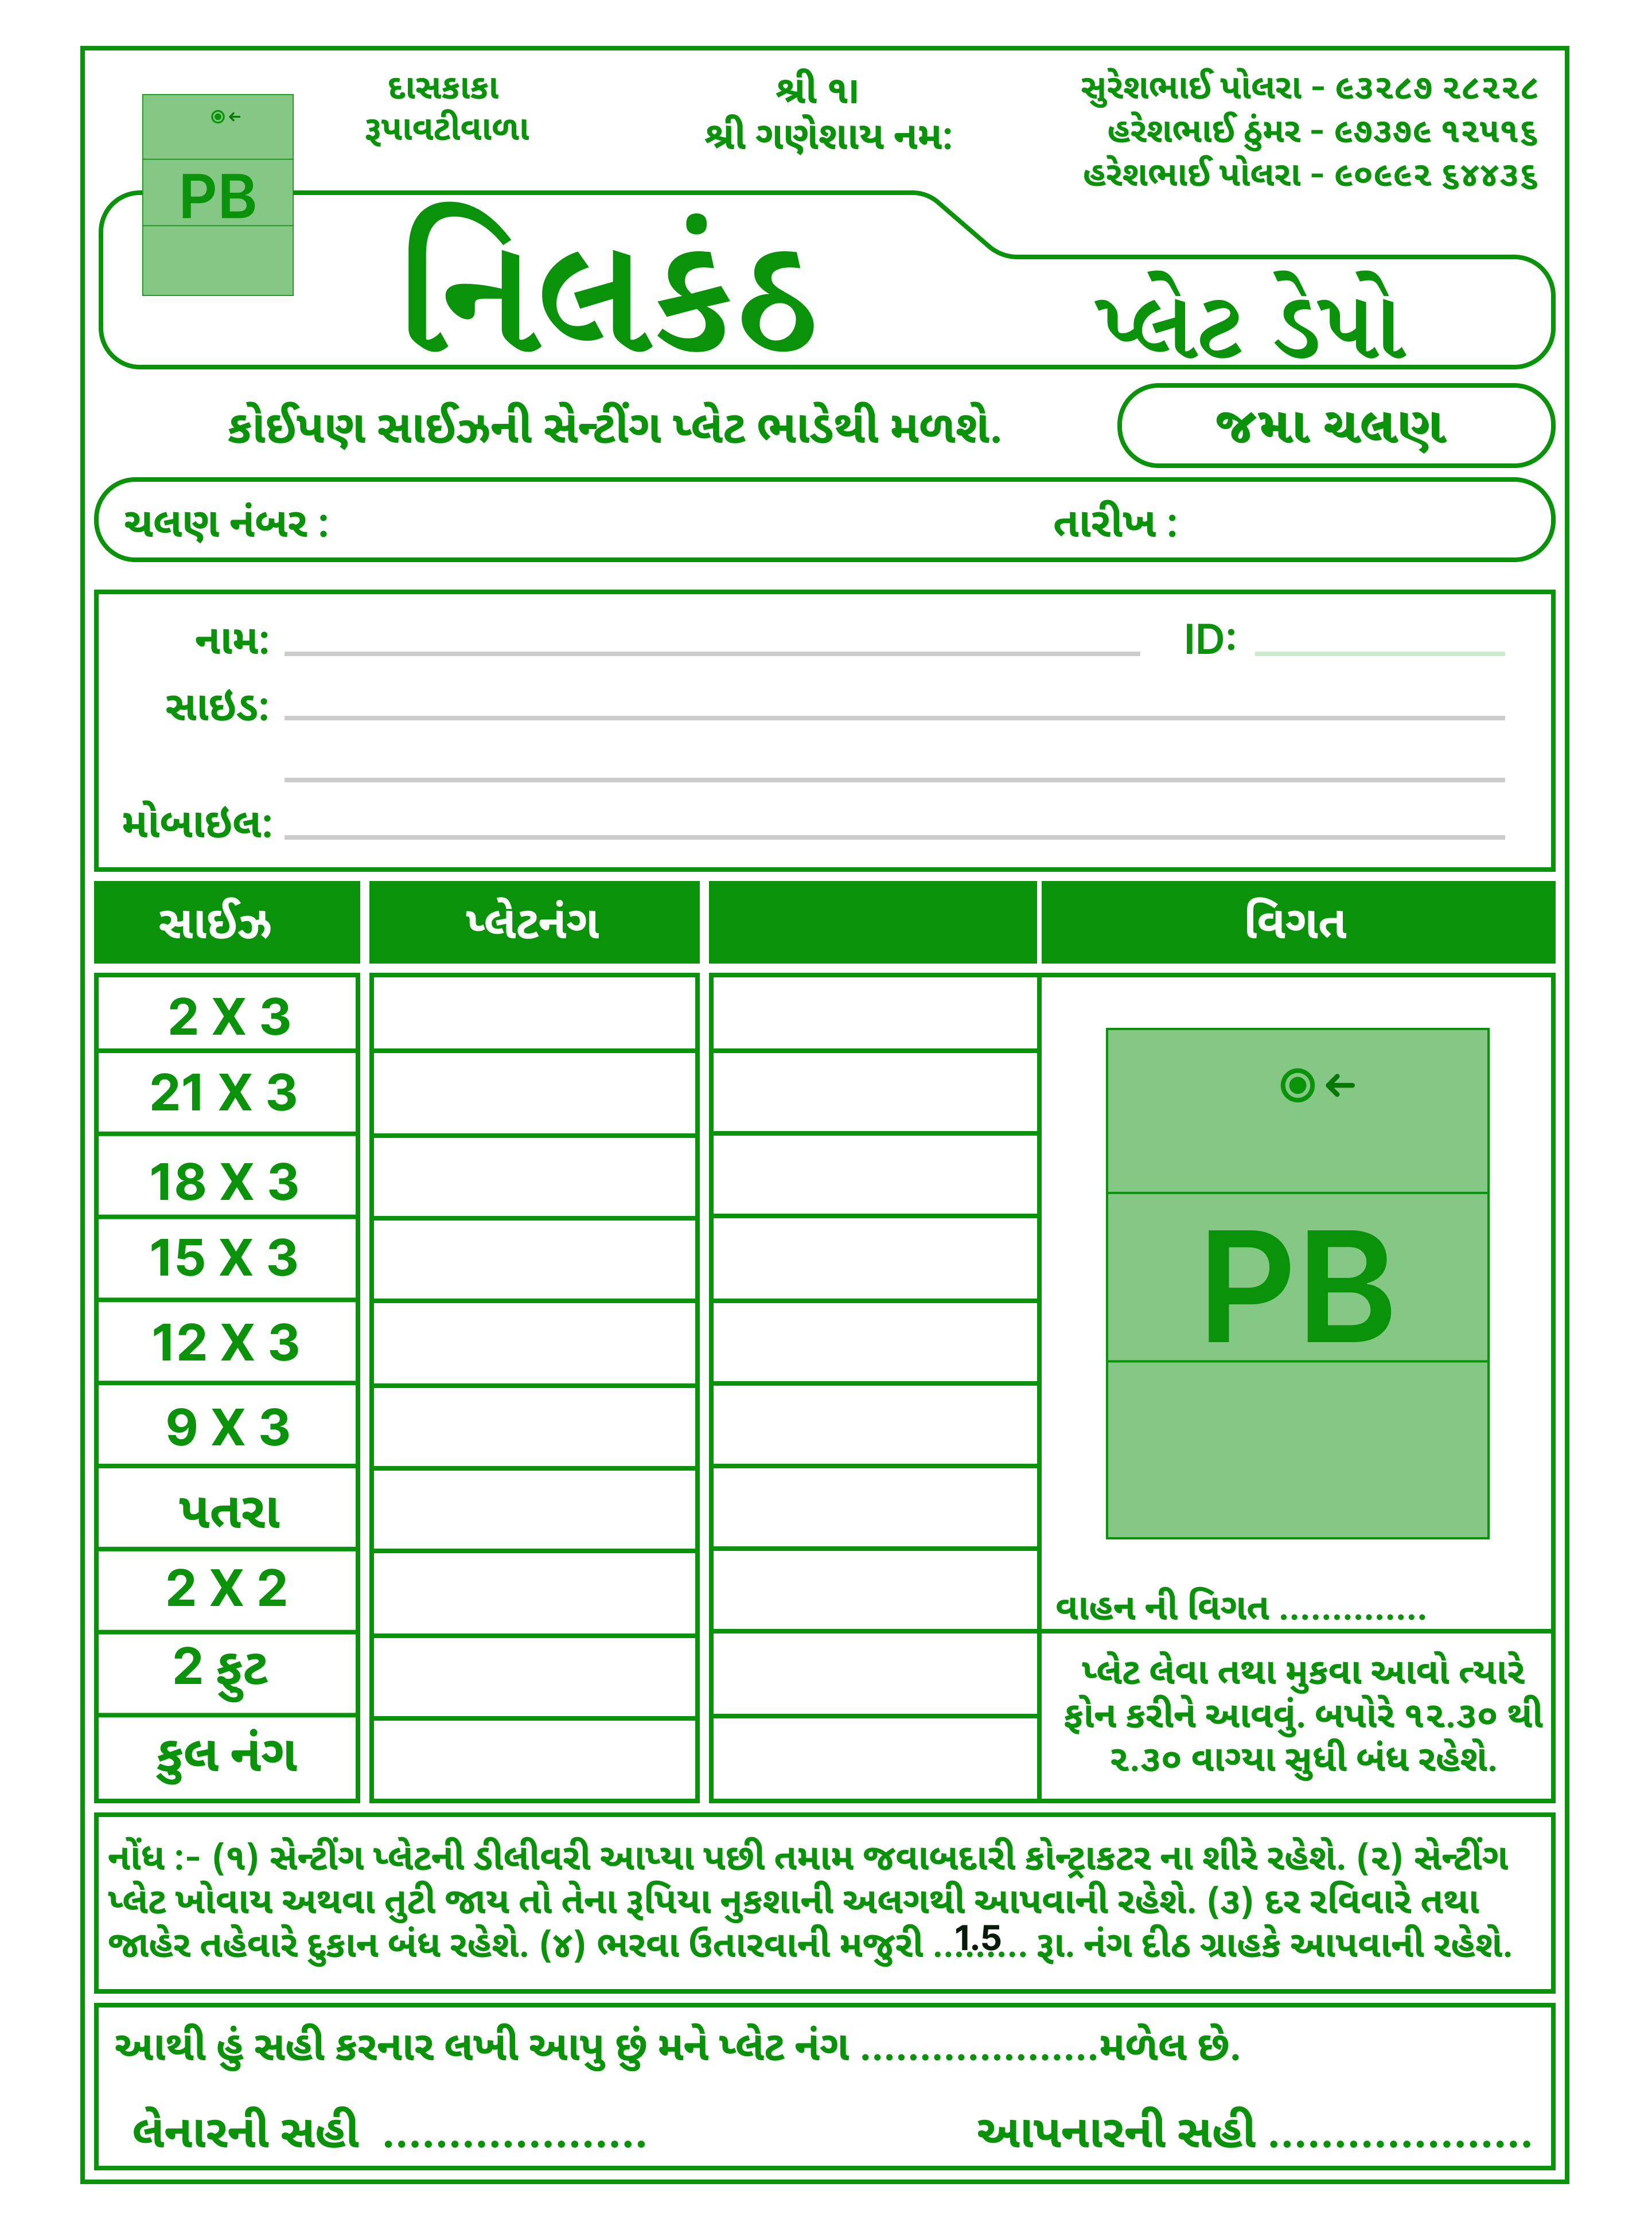 દાસકાકા
રૂપાવટીવાળા
શ્રી ૧ા
શ્રી ગણેશાય નમ:
સુરેશભાઈ પોલરા - ૯૩૨૮૭ ૨૮૨૨૮
હરેશભાઈ ઠુંમર - ૯૭૩૭૯ ૧૨૫૧૬
હરેશભાઈ પોલરા - ૯૦૯૯૨ ૬૪૪૩૬
PB
નિલકંઠ
પ્લેટ ડેપો
કોઈપણ સાઈઝની સેન્ટીંગ પ્લેટ ભાડેથી મળશે.
જમા ચલણ
ચલણ નંબર :
તારીખ :
નામ:
ID:
સાઇડ:
મોબાઇલ:
સાઈઝ
પ્લેટનંગ
વિગત
2 X 3
21 X 3
18 X 3
15 X 3
12 X 3
9 X 3
પતરા
2 X 2
2 ફુટ
કુલ નંગ
PB
વાહન ની વિગત ..............
પ્લેટ લેવા તથા મુકવા આવો ત્યારે
ફોન કરીને આવવું. બપોરે ૧૨.૩૦ થી
૨.૩૦ વાગ્યા સુધી બંધ રહેશે.
નોંધ :- (૧) સેન્ટીંગ પ્લેટની ડીલીવરી આપ્યા પછી તમામ જવાબદારી કોન્ટ્રાકટર ના શીરે રહેશે. (૨) સેન્ટીંગ
પ્લેટ ખોવાય અથવા તુટી જાય તો તેના રૂપિયા નુકશાની અલગથી આપવાની રહેશે. (૩) દર રવિવારે તથા
જાહેર તહેવારે દુકાન બંધ રહેશે. (૪) ભરવા ઉતારવાની મજુરી ..1.5... રૂા. નંગ દીઠ ગ્રાહકે આપવાની રહેશે.
આથી હું સહી કરનાર લખી આપુ છું મને પ્લેટ નંગ ....................મળેલ છે.
લેનારની સહી ....................
આપનારની સહી ....................